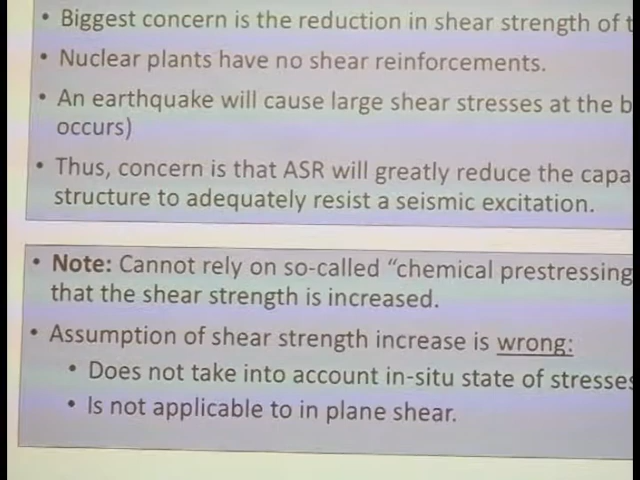 • Biggest concern is the reduction in shear strength of
• Nuclear plants have no shear reinforcements.
• An earthquake will cause large shear stresses at the
occurs)
• Thus, concern is that ASR will greatly reduce the
structure to adequately resist a seismic excitation.
• Note: Cannot rely on so-called “chemical prestressing
that the shear strength is increased.
• Assumption of shear strength increase is wrong:
• Does not take into account in-situ state of stresses
• Is not applicable to in plane shear.